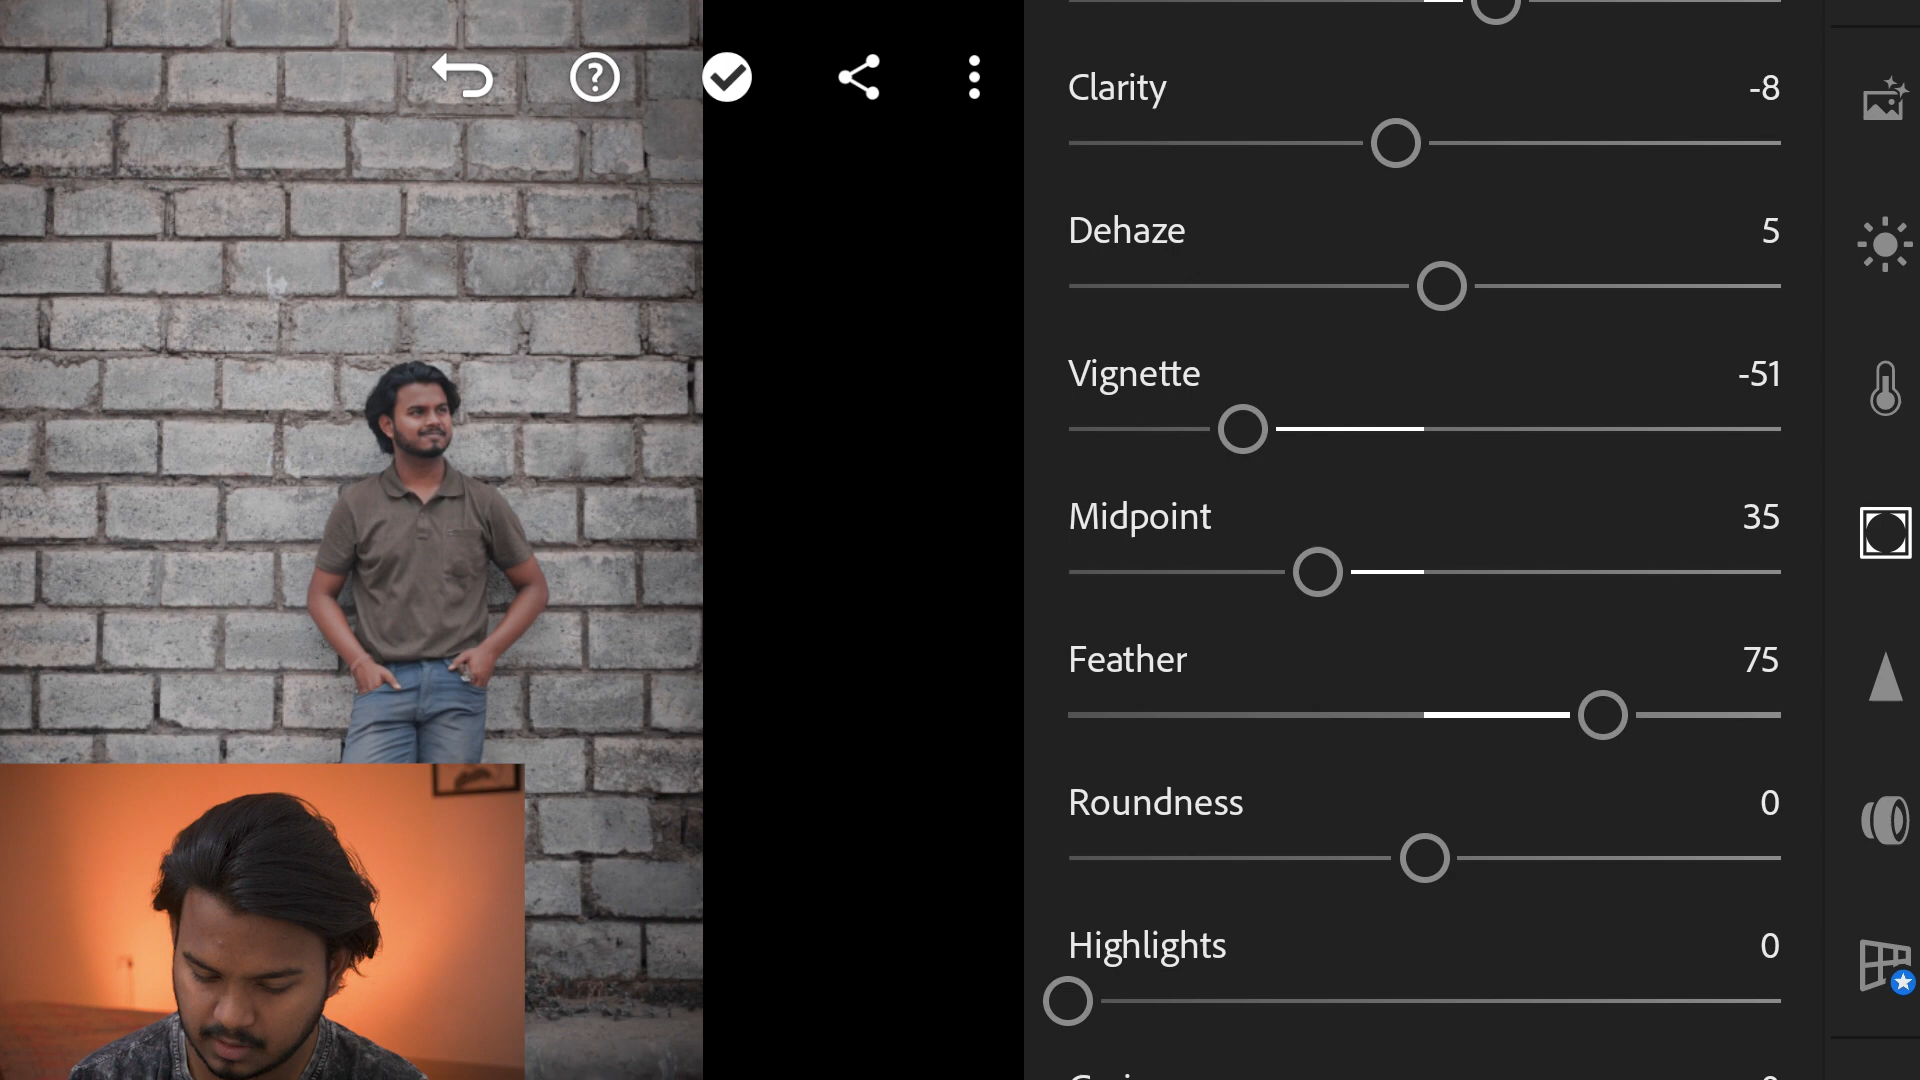 Clarity -8
Dehaze 5
Vignette -51
Midpoint 35
Feather 75
Roundness 0
Highlights 0